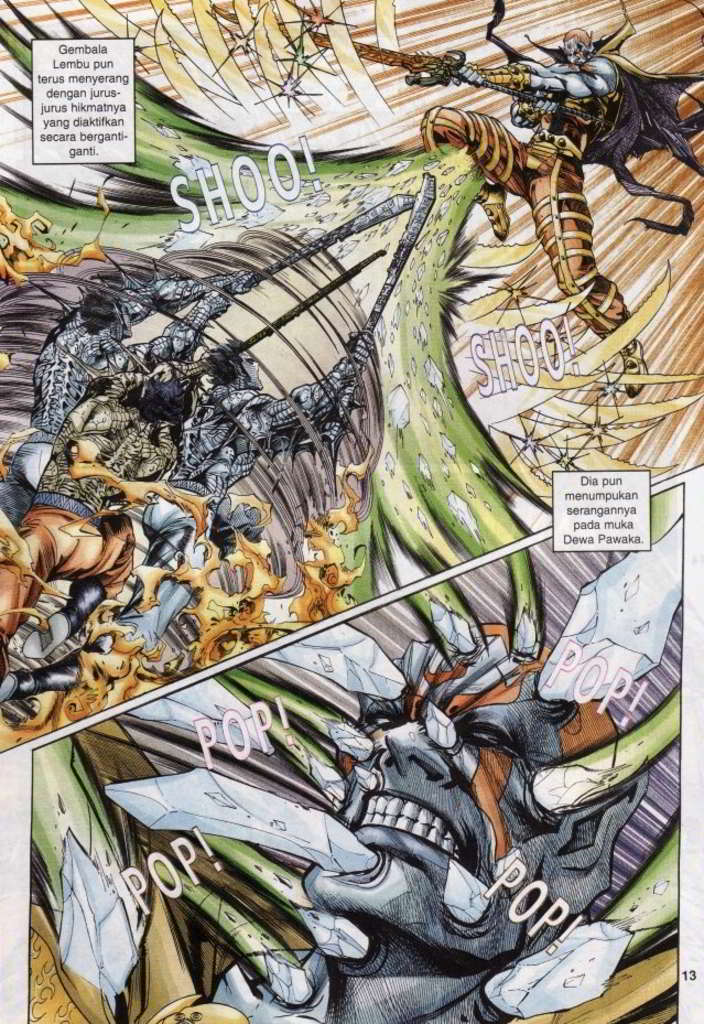 Gembala
Lembu pun
terus menyerang
dengan jurus-
jurus hikmatnya
yang diaktifkan
secara berganti-
ganti.
SHOO!
SHOO!
Dia pun
menumpukan
serangannya
pada muka
Dewa Pawaka.
POP!
POP!
POP!
POP!
13